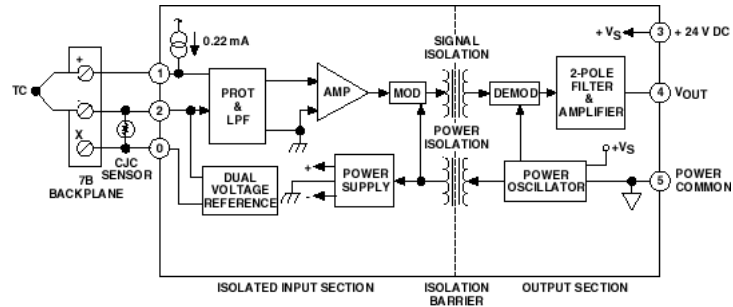 0.22 mA
SIGNAL
ISOLATION
+ VS
3
+ 24 V DC
TC
+
1
PROT
&
LPF
AMP
MOD
DEMOD
2-POLE
FILTER
&
AMPLIFIER
4
VOUT
-
2
X
0
CJC
SENSOR
7B
BACKPLANE
DUAL
VOLTAGE
REFERENCE
+
-
POWER
SUPPLY
POWER
ISOLATION
POWER
OSCILLATOR
+VS
5
POWER
COMMON
ISOLATED INPUT SECTION
ISOLATION
BARRIER
OUTPUT SECTION